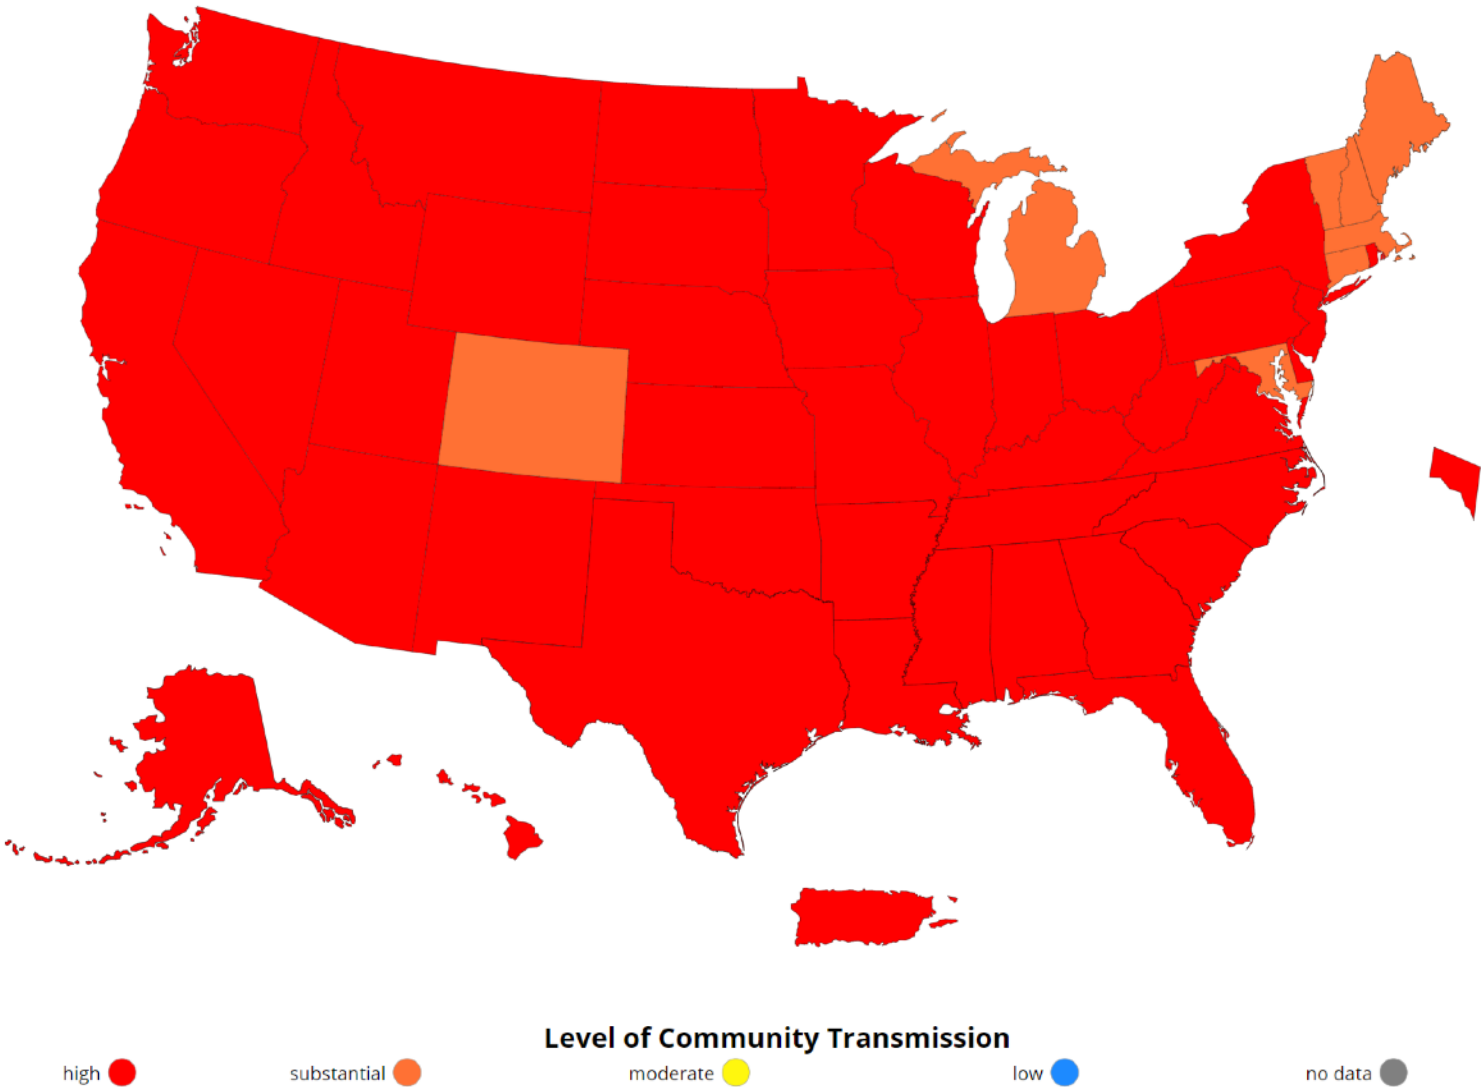 Level of Community Transmission
high substantial moderate low no data